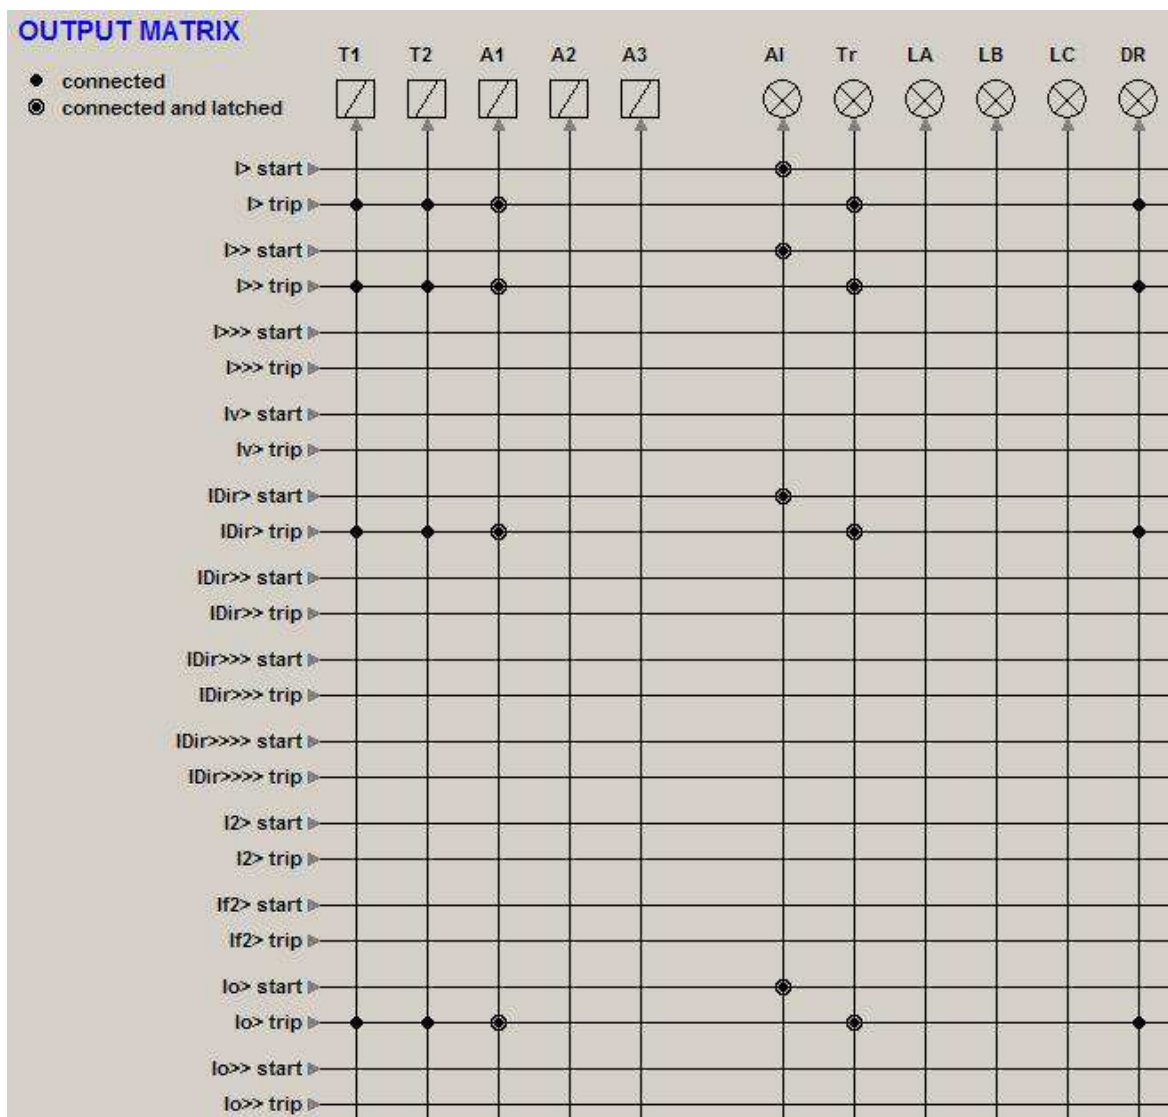 OUTPUT MATRIX
T1 T2 A1 A2 A3 Al Tr LA LB LC DR
connected
connected and latched
I> start
I> trip
I>> start
I>> trip
I>>> start
I>>> trip
Iv> start
Iv> trip
IDir> start
IDir> trip
IDir>> start
IDir>> trip
IDir>>> start
IDir>>> trip
IDir>>>> start
IDir>>>> trip
I2> start
I2> trip
If2> start
If2> trip
Io> start
Io> trip
Io>> start
Io>> trip